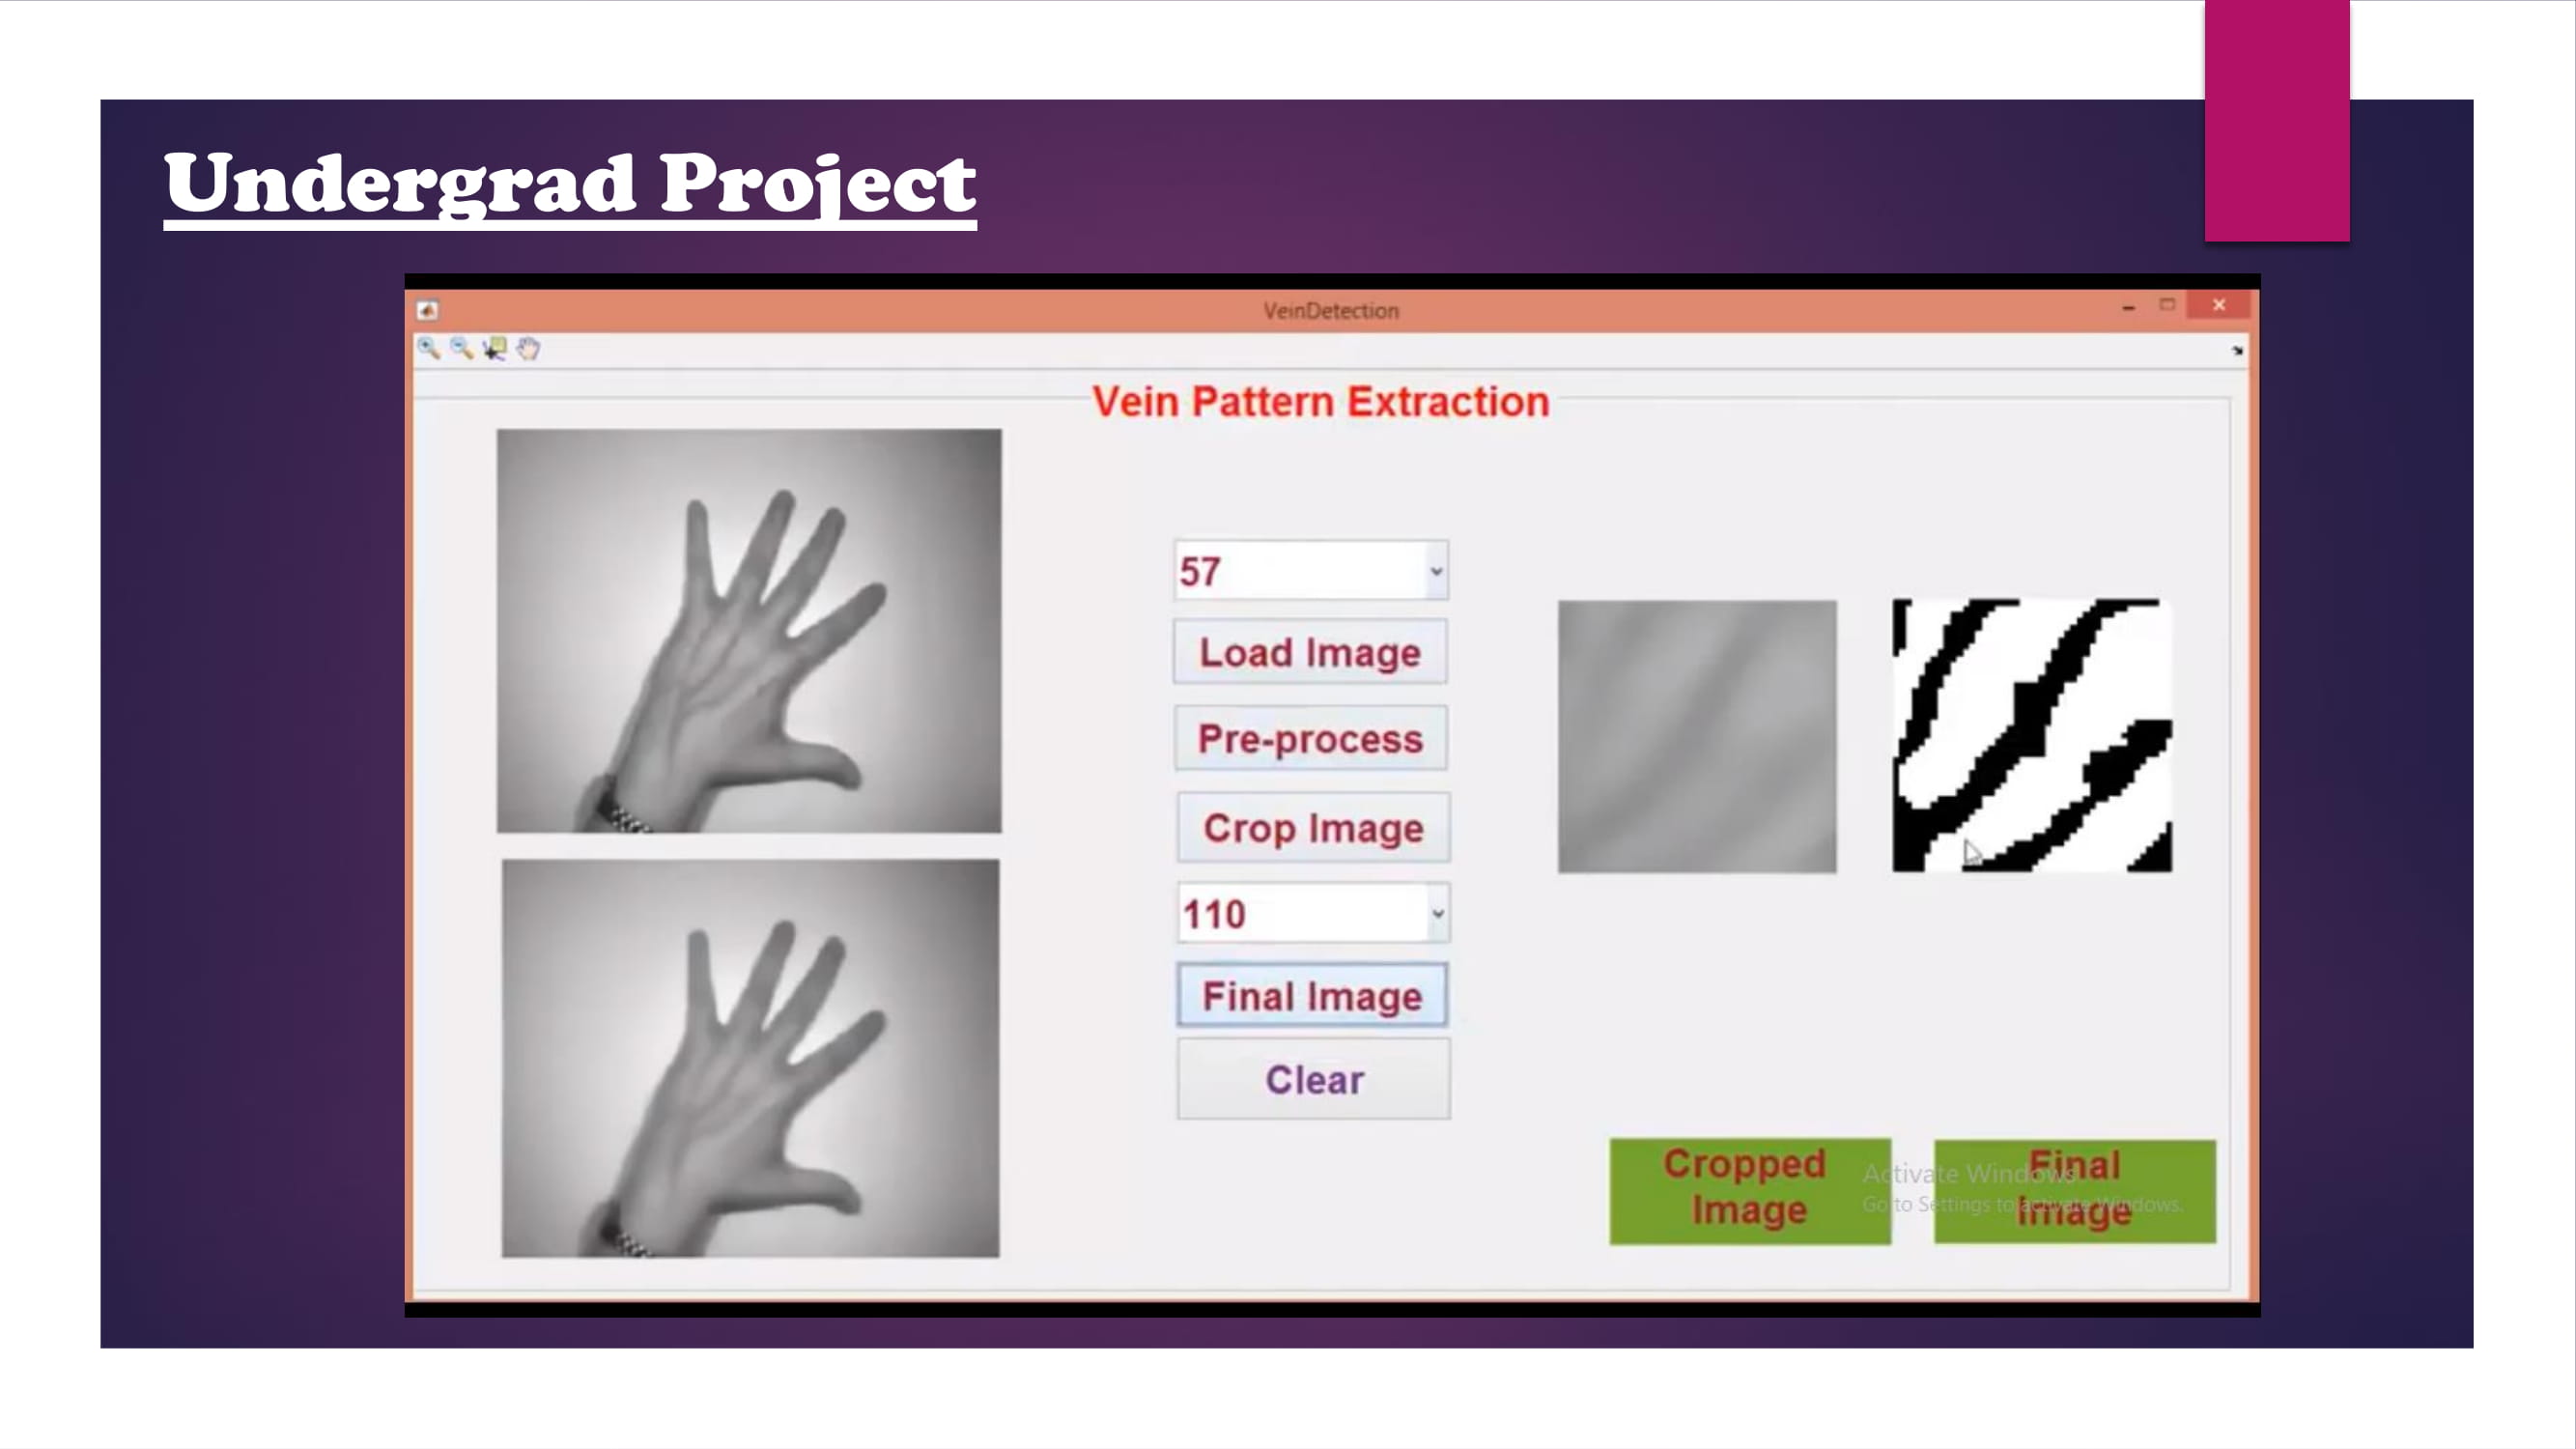 Undergrad Project
VeinDetection
Vein Pattern Extraction
57
Load Image
Pre-process
Crop Image
110
Final Image
Clear
Cropped
Image
Final
Image
Activate Windows
Go to Settings to activate Windows.